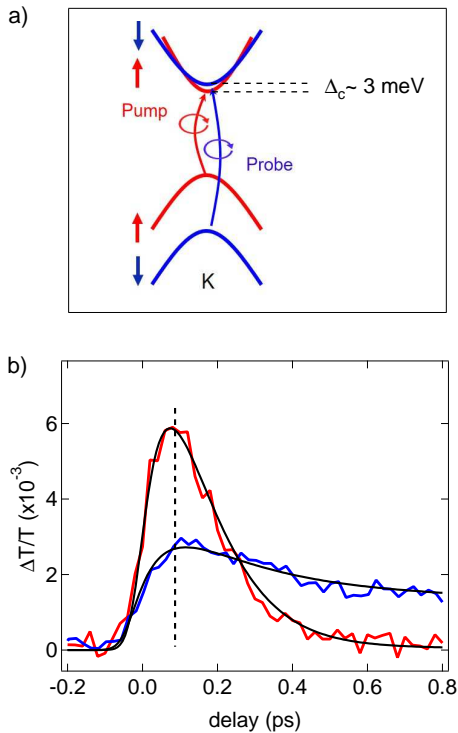 a)
Δc~ 3 meV
Pump
Probe
K
b)
6
4
2
0
ΔT/T (x10-3)
-0.2 0.0 0.2 0.4 0.6 0.8
delay (ps)